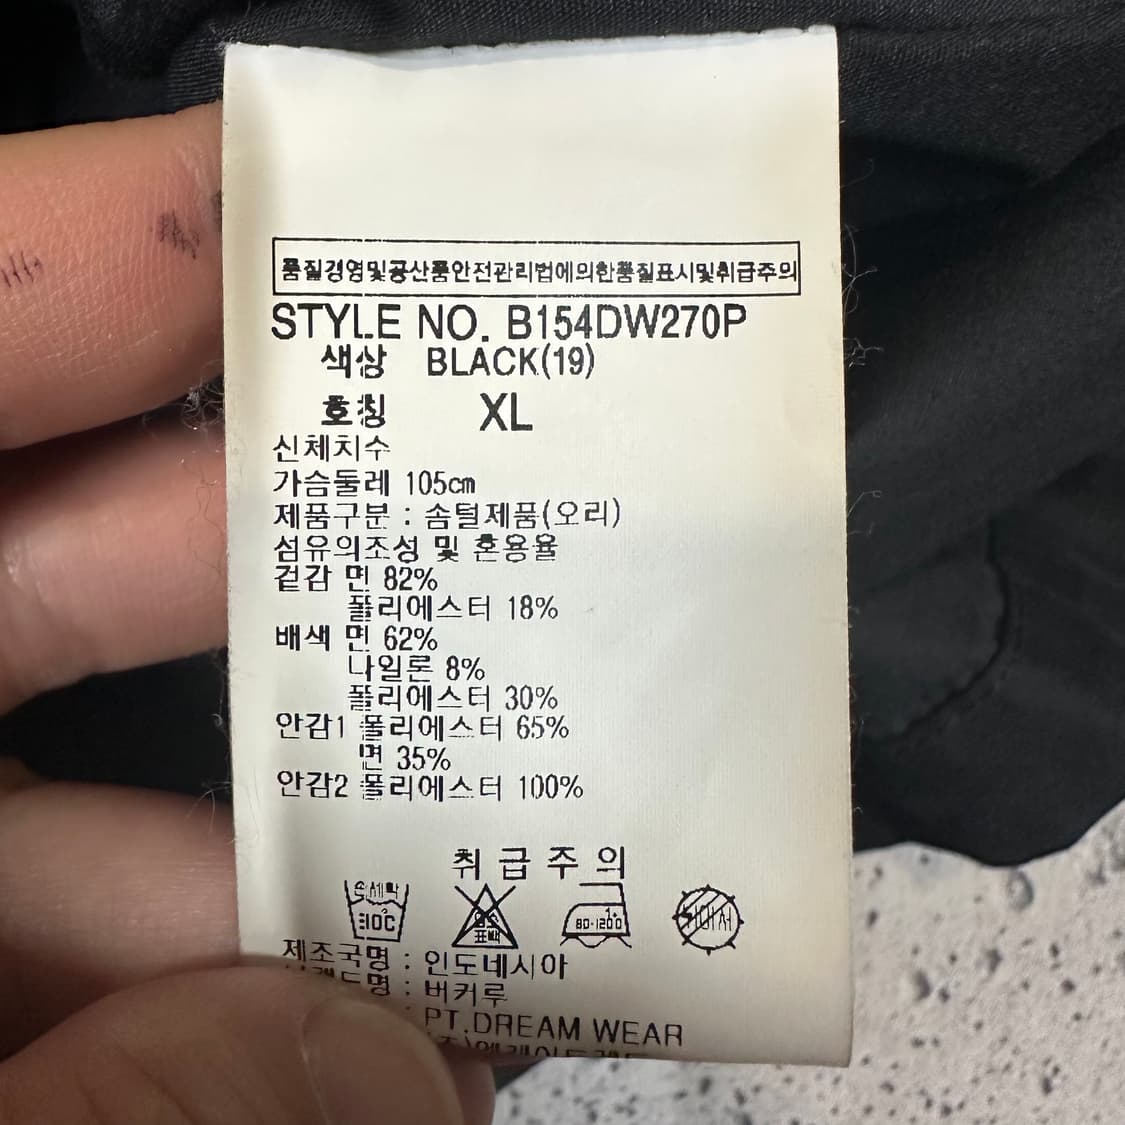 품질경영및공산품안전관리법에의한품질표시및취급주의
STYLE NO. B154DW270P
색상 BLACK(19)
호칭 XL
신체치수
가슴둘레 105cm
제품구분 : 솜털제품(오리)
섬유의조성 및 혼용율
겉감 면 82%
폴리에스터 18%
배색 면 62%
나일론 8%
폴리에스터 30%
안감1 폴리에스터 65%
면 35%
안감2 폴리에스터 100%
취급주의
손세탁
30℃
염소
표백
80-120℃
제조국명 : 인도네시아
브랜드명 : 버커루
: PT.DREAM WEAR